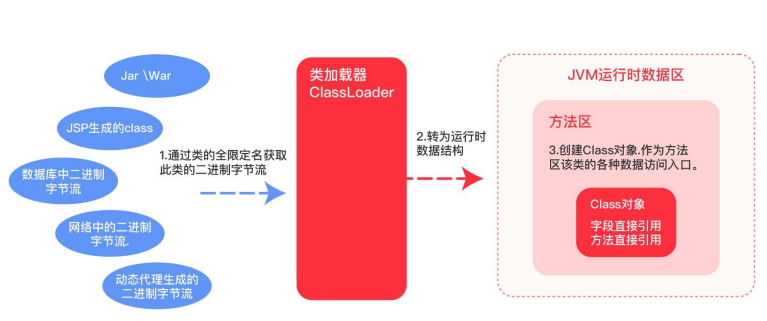 Jar \War
JSP生成的class
数据库中二进制
字节流
网络中的二进制
字节流.
动态代理生成的
二进制字节流
1.通过类的全限定名获取
此类的二进制字节流
类加载器
ClassLoader
2.转为运行时
数据结构
JVM运行时数据区
方法区
3.创建Class对象.作为方法
区该类的各种数据访问入口。
Class对象
字段直接引用
方法直接引用